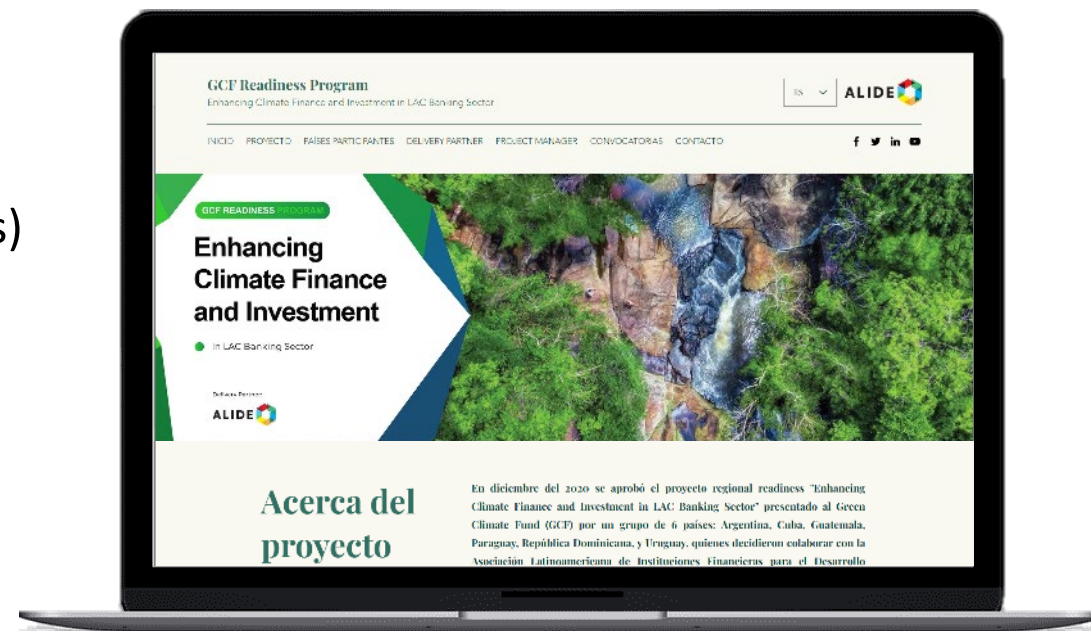 s)
GCF Readiness Program
Enhancing Climate Finance and Investment in LAC Banking Sector
ES
ALIDE
INICIO PROYECTO PAÍSES PARTICIPANTES DELIVERY PARTNER PROJECT MANAGER CONVOCATORIAS CONTACTO
f in
GCF READINESS PROGRAM
Enhancing
Climate Finance
and Investment
In LAC Banking Sector
Delivery Partner:
ALIDE
Acerca del
proyecto
En diciembre del 2020 se aprobó el proyecto regional readiness "Enhancing
Climate Finance and Investment in LAC Banking Sector" presentado al Green
Climate Fund (GCF) por un grupo de 6 países: Argentina, Cuba, Guatemala,
Paraguay, República Dominicana, y Uruguay, quienes decidieron colaborar con la
Asociación Latinoamericana de Instituciones Financieras para el Desarrollo